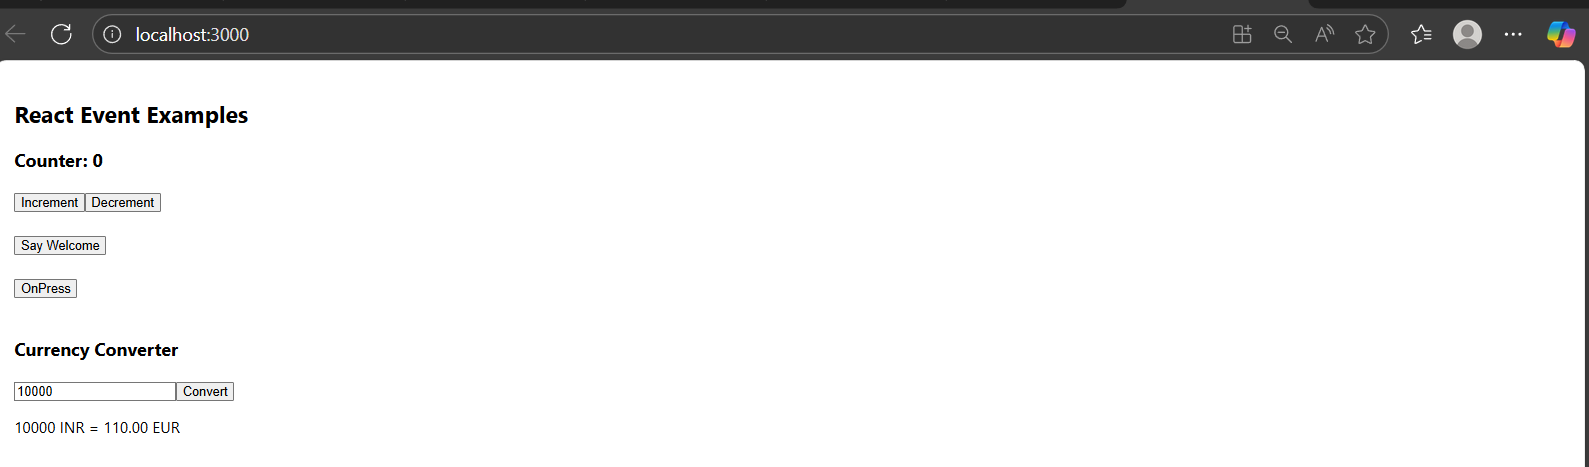 localhost:3000
React Event Examples
Counter: 0
Increment Decrement
Say Welcome
OnPress
Currency Converter
10000 Convert
10000 INR = 110.00 EUR